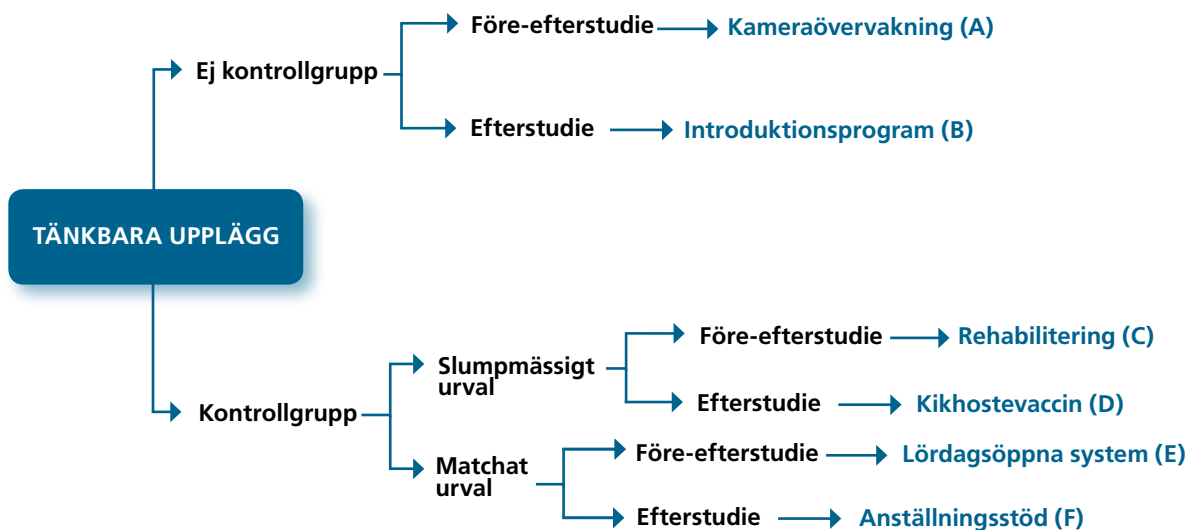 Före-efterstudie Kameraövervakning (A)
Ej kontrollgrupp
Efterstudie Introduktionsprogram (B)
TÄNKBARA UPPLÄGG
Före-efterstudie Rehabilitering (C)
Slumpmässigt
urval
Efterstudie Kikhostevaccin (D)
Kontrollgrupp
Före-efterstudie Lördagsöppna system (E)
Matchat
urval
Efterstudie Anställningsstöd (F)